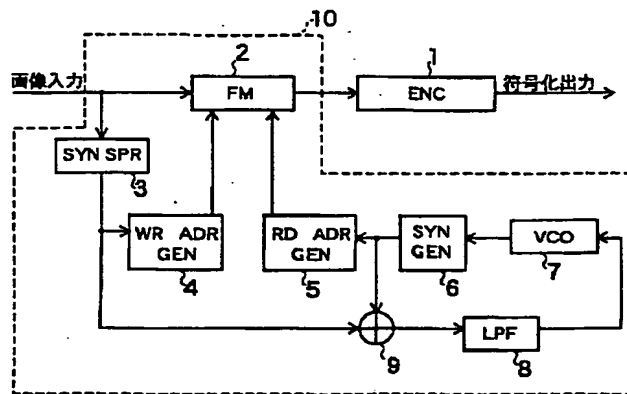 10
画像入力
2
FM
1
ENC
符号化出力
SYN SPR
3
WR ADR
GEN
4
RD ADR
GEN
5
SYN
GEN
6
VCO
7
LPF
8
9